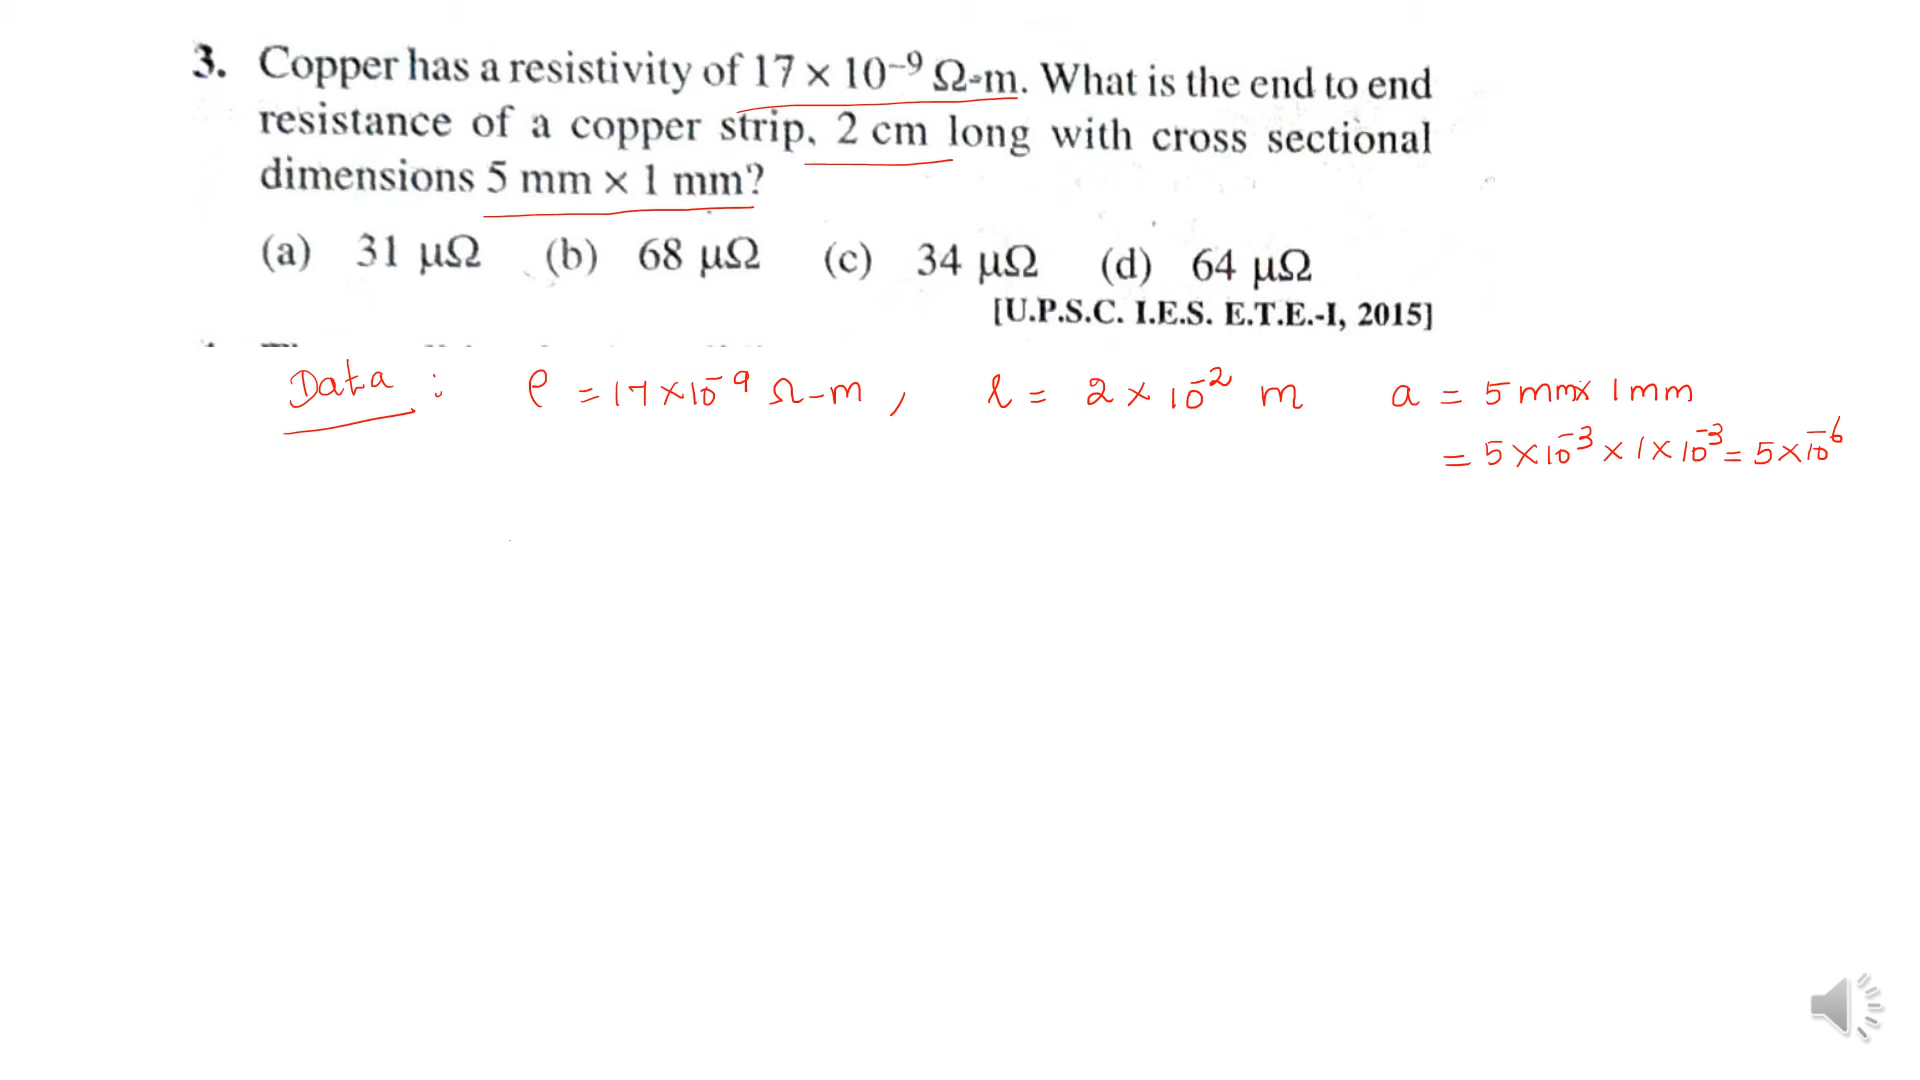 3. Copper has a resistivity of 17 × 10⁻⁹ Ω-m. What is the end to end
resistance of a copper strip, 2 cm long with cross sectional
dimensions 5 mm × 1 mm?
(a) 31 μΩ (b) 68 μΩ (c) 34 μΩ (d) 64 μΩ
[U.P.S.C. I.E.S. E.T.E.-I, 2015]
Data : ρ = 17×10⁻⁹ Ω-m , l = 2 × 10⁻² m a = 5 mm× 1 mm
= 5 × 10⁻³ × 1 × 10⁻³ = 5 × 10⁻⁶